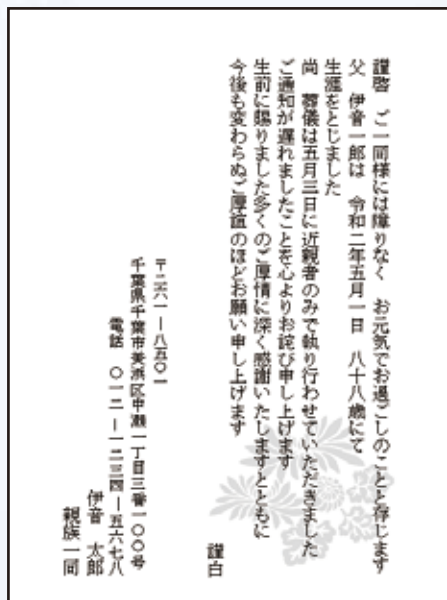 謹啓　ご一同様には障りなく　お元気でお過ごしのことと存じます
父　伊音一郎は　令和二年五月一日　八十八歳にて
生涯をとじました
尚　葬儀は五月三日に近親者のみで執り行わせていただきました
ご通知が遅れましたことを心よりお詫び申し上げます
生前に賜りました多くのご厚情に深く感謝いたしますとともに
今後も変わらぬご厚誼のほどお願い申し上げます
謹白
〒二六一ー八五〇一
千葉県千葉市美浜区中瀬一丁目三番一〇〇号
電話　〇一二ー一二三四ー五六七八
伊音　太郎
親族一同